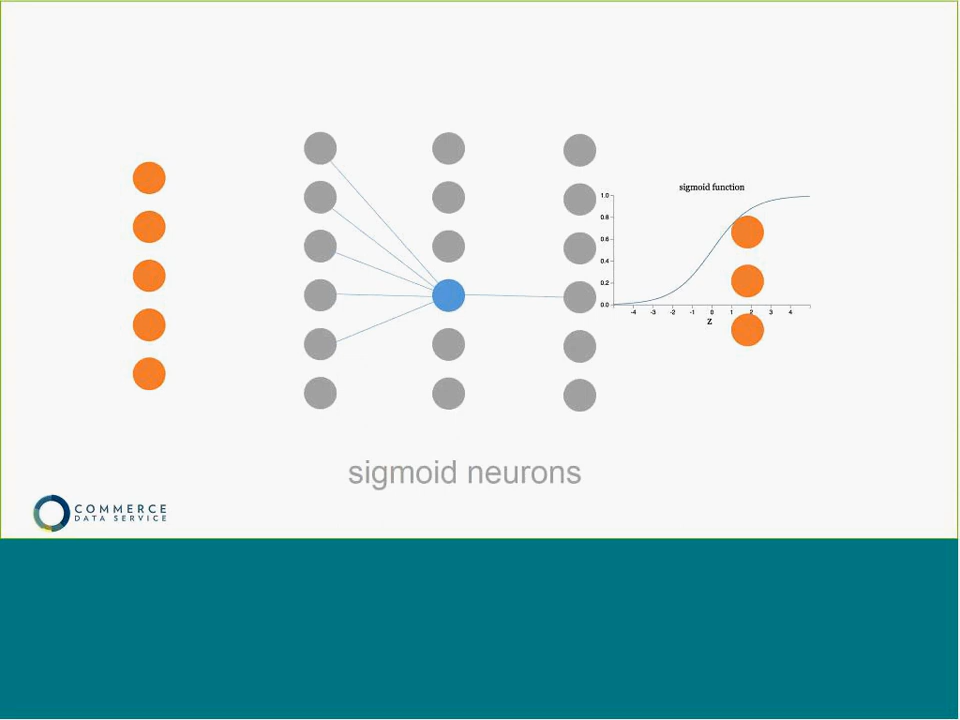 sigmoid function
1.0
0.8
0.6
0.4
0.2
0.0
-4 -3 -2 -1 0 1 2 3 4
z
sigmoid neurons
COMMERCE
DATA SERVICE